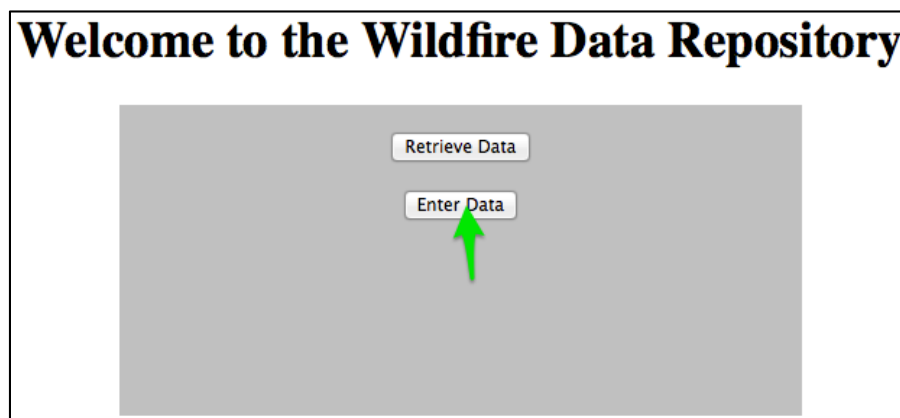 Welcome to the Wildfire Data Repository
Retrieve Data
Enter Data